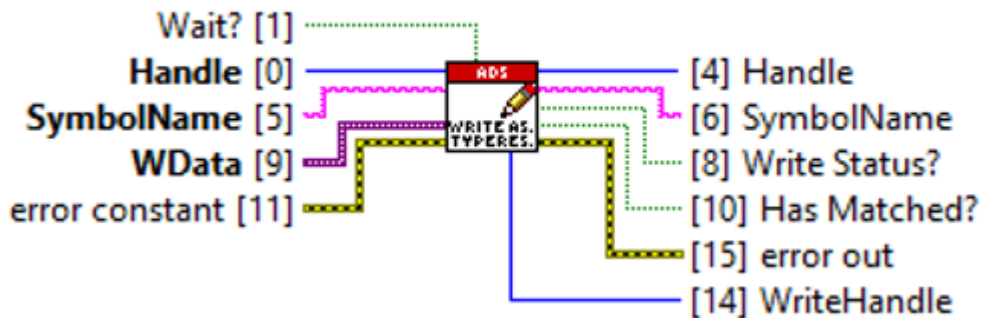 Wait? [1]
Handle [0]
SymbolName [5]
WData [9]
error constant [11]
ADS
WRITE AS.
TYPERES.
[4] Handle
[6] SymbolName
[8] Write Status?
[10] Has Matched?
[15] error out
[14] WriteHandle